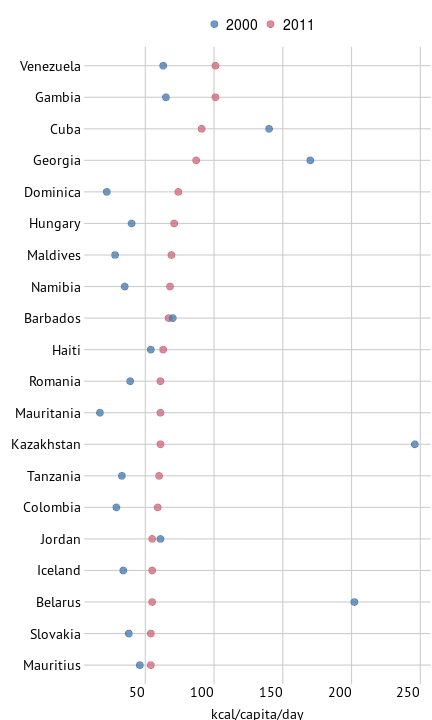 2000 2011
Venezuela
Gambia
Cuba
Georgia
Dominica
Hungary
Maldives
Namibia
Barbados
Haiti
Romania
Mauritania
Kazakhstan
Tanzania
Colombia
Jordan
Iceland
Belarus
Slovakia
Mauritius
50 100 150 200 250
kcal/capita/day